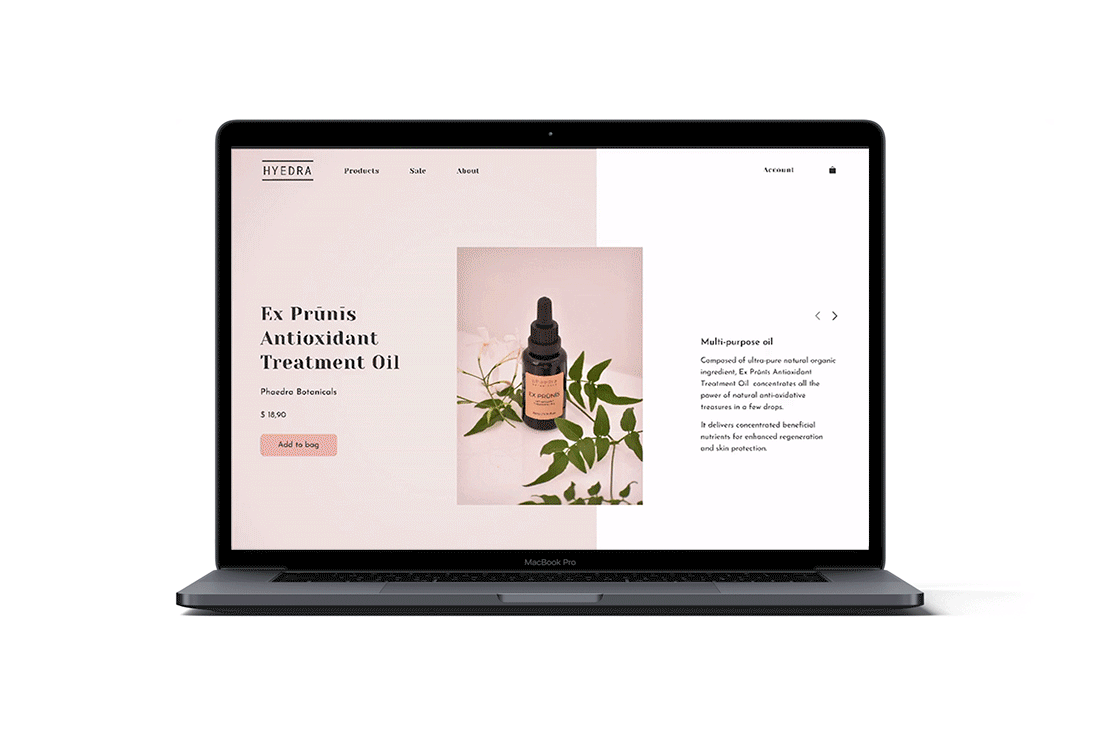 HYEDRA
Products
Sale
About
Account
Ex Prūnīs
Antioxidant
Treatment Oil
Phaedra Botanicals
$ 18,90
Add to bag
EX PRŪNĪS
Multi-purpose oil
Composed of ultra-pure natural organic
ingredient, Ex Prūnīs Antioxidant
Treatment Oil concentrates all the
power of natural anti-oxidative
treasures in a few drops.
It delivers concentrated beneficial
nutrients for enhanced regeneration
and skin protection.
MacBook Pro